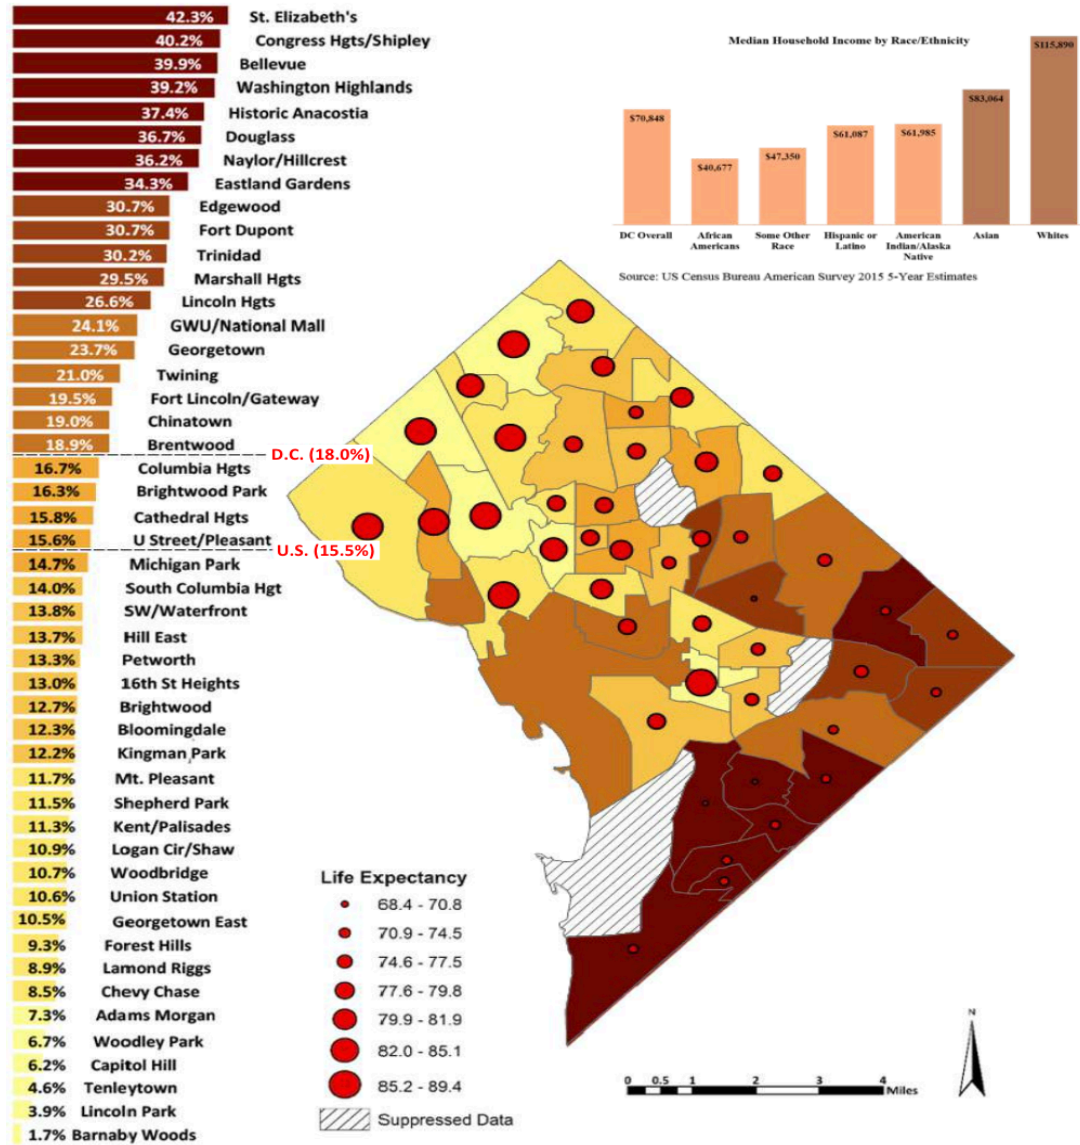 42.3% St. Elizabeth's
40.2% Congress Hgts/Shipley
39.9% Bellevue
39.2% Washington Highlands
37.4% Historic Anacostia
36.7% Douglass
36.2% Naylor/Hillcrest
34.3% Eastland Gardens
30.7% Edgewood
30.7% Fort Dupont
30.2% Trinidad
29.5% Marshall Hgts
26.6% Lincoln Hgts
24.1% GWU/National Mall
23.7% Georgetown
21.0% Twining
19.5% Fort Lincoln/Gateway
19.0% Chinatown
18.9% Brentwood
D.C. (18.0%)
16.7% Columbia Hgts
16.3% Brightwood Park
15.8% Cathedral Hgts
15.6% U Street/Pleasant
U.S. (15.5%)
14.7% Michigan Park
14.0% South Columbia Hgt
13.8% SW/Waterfront
13.7% Hill East
13.3% Petworth
13.0% 16th St Heights
12.7% Brightwood
12.3% Bloomingdale
12.2% Kingman Park
11.7% Mt. Pleasant
11.5% Shepherd Park
11.3% Kent/Palisades
10.9% Logan Cir/Shaw
10.7% Woodbridge
10.6% Union Station
10.5% Georgetown East
9.3% Forest Hills
8.9% Lamond Riggs
8.5% Chevy Chase
7.3% Adams Morgan
6.7% Woodley Park
6.2% Capitol Hill
4.6% Tenleytown
3.9% Lincoln Park
1.7% Barnaby Woods
Median Household Income by Race/Ethnicity
$70,848
$40,677
$47,350
$61,087
$61,985
$83,064
$115,890
DC Overall
African Americans
Some Other Race
Hispanic or Latino
American Indian/Alaska Native
Asian
Whites
Source: US Census Bureau American Survey 2015 5-Year Estimates
Life Expectancy
68.4 - 70.8
70.9 - 74.5
74.6 - 77.5
77.6 - 79.8
79.9 - 81.9
82.0 - 85.1
85.2 - 89.4
Suppressed Data
N
0 0.5 1 2 3 4
Miles